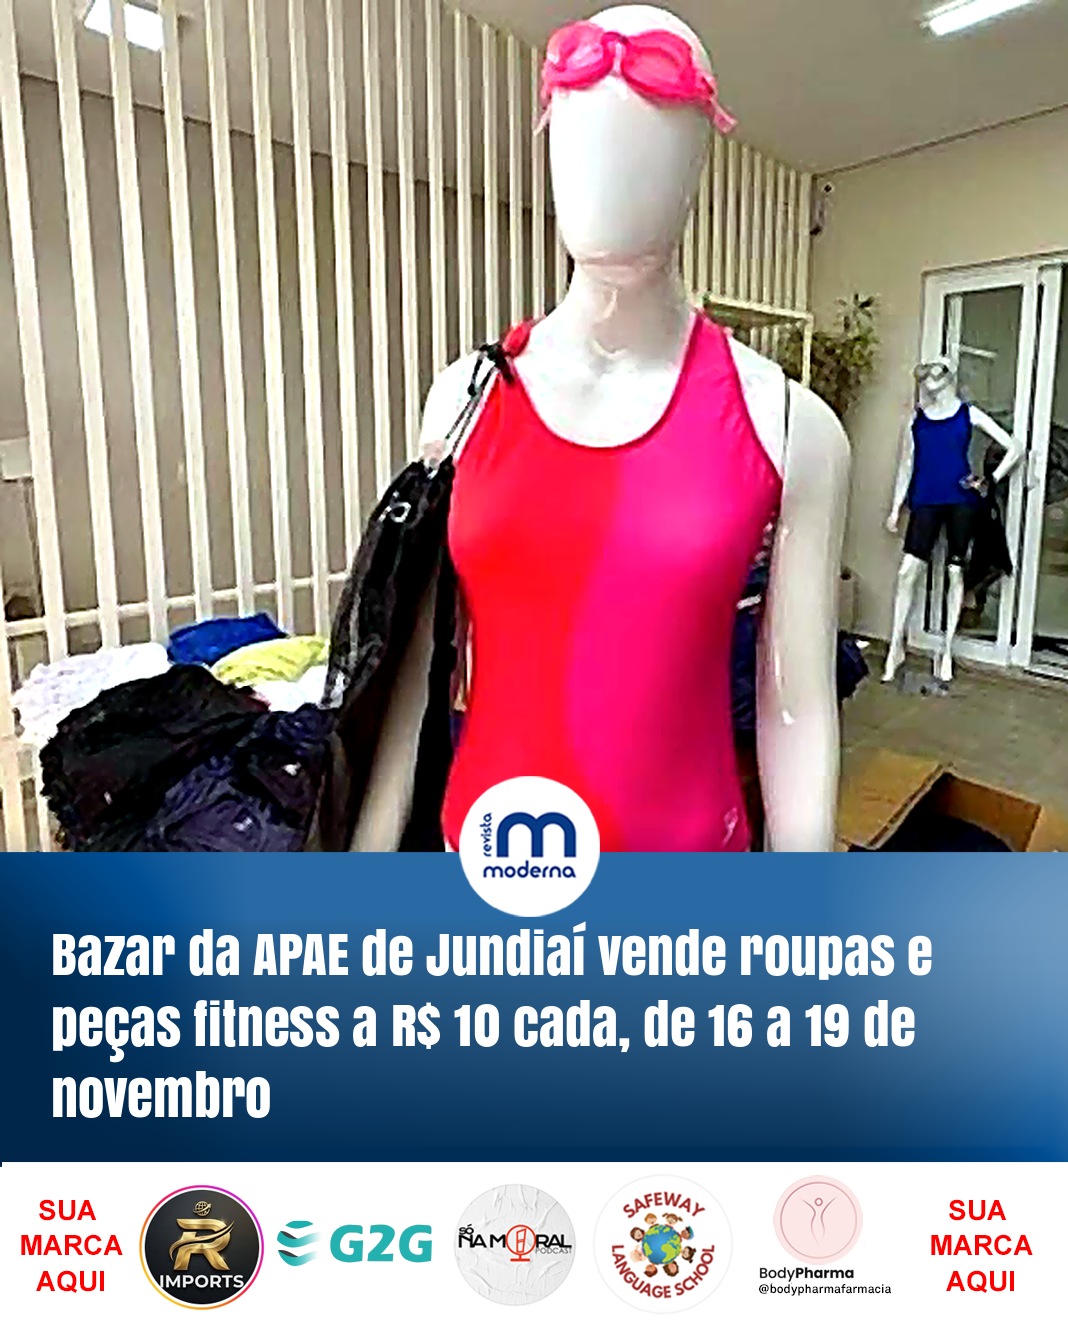 revista
m
moderna
Bazar da APAE de Jundiaí vende roupas e
peças fitness a R$ 10 cada, de 16 a 19 de
novembro
SUA
MARCA
AQUI
R
IMPORTS
G2G
SÓ
NA MORAL
PODCAST
SAFEWAY
LANGUAGE SCHOOL
BodyPharma
@bodypharmafarmacia
SUA
MARCA
AQUI